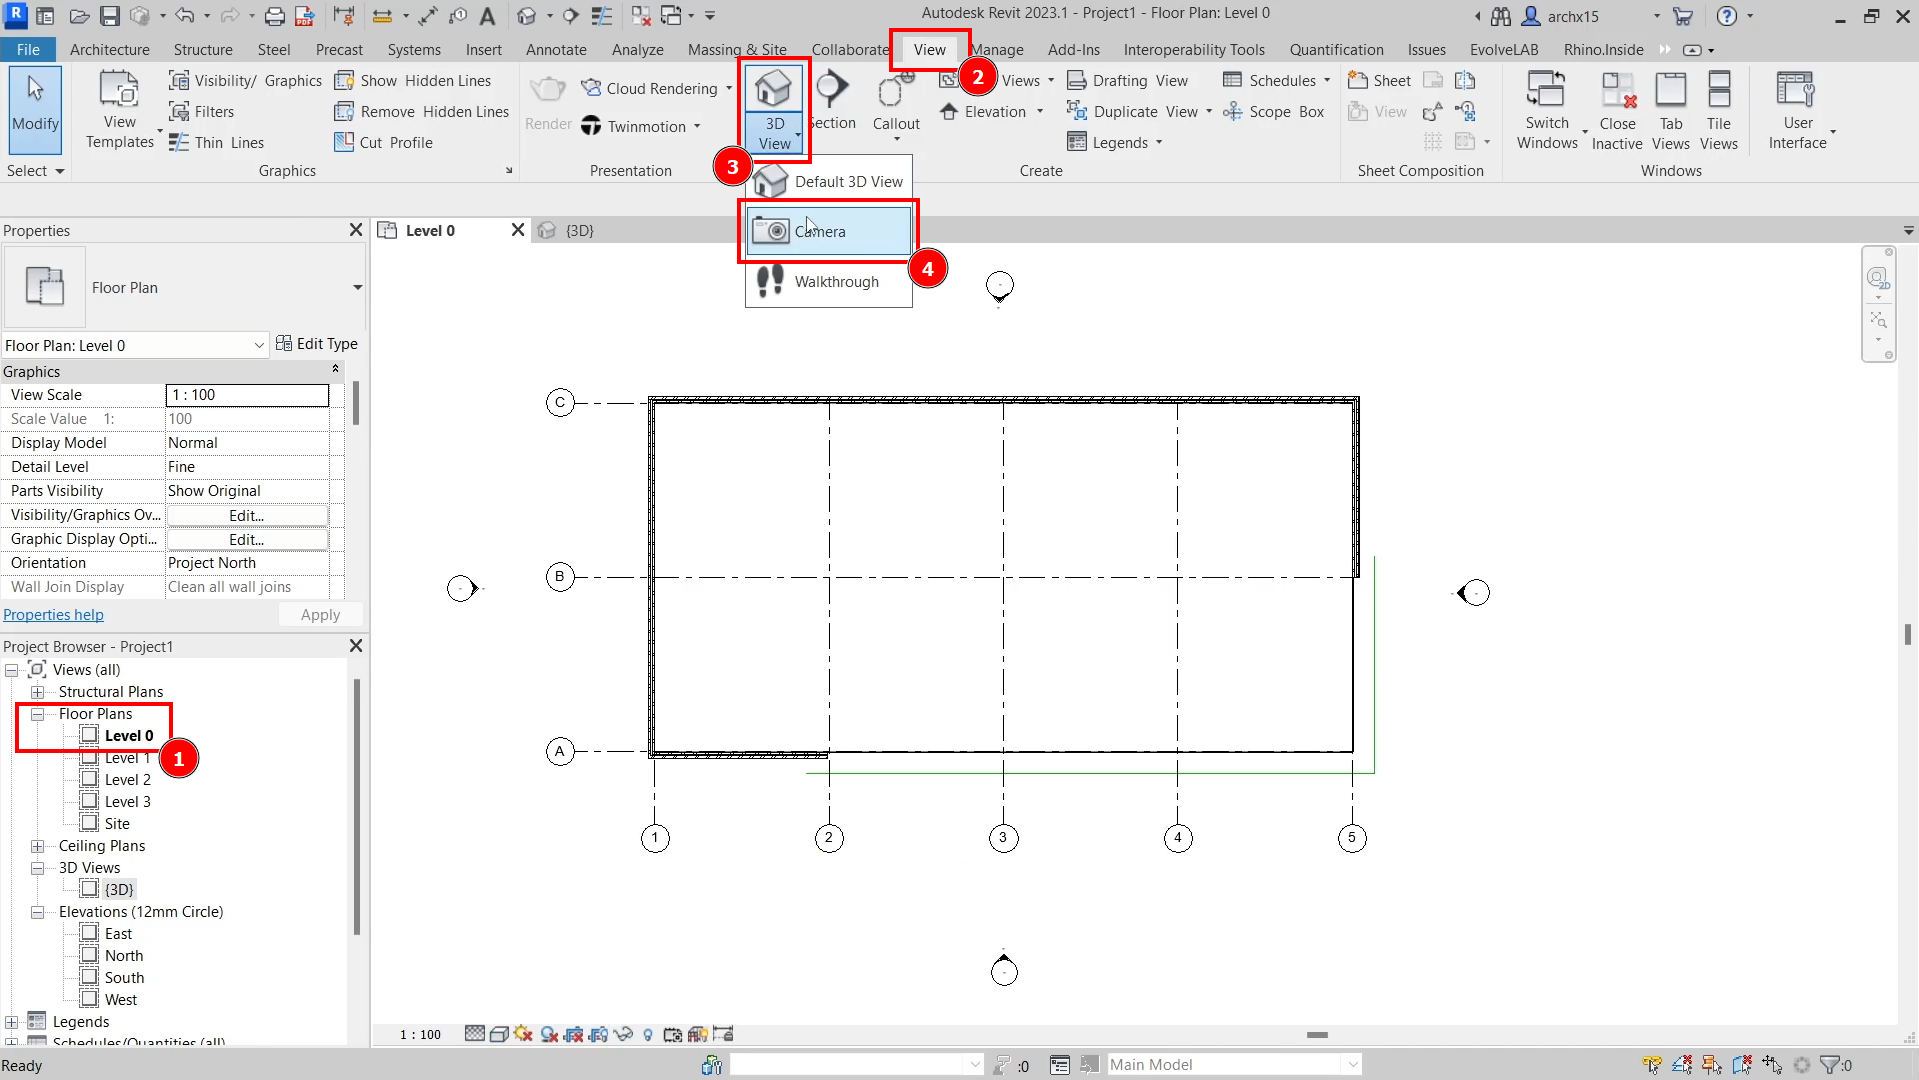 Autodesk Revit 2023.1 - Project1 - Floor Plan: Level 0
archx15
File
Architecture
Structure
Steel
Precast
Systems
Insert
Annotate
Analyze
Massing & Site
Collaborate
View
Manage
Add-Ins
Interoperability Tools
Quantification
Issues
EvolveLAB
Rhino.Inside
2
Modify
View
Templates
Visibility/ Graphics
Filters
Thin Lines
Show Hidden Lines
Remove Hidden Lines
Cut Profile
Render
Cloud Rendering
Twinmotion
3D
View
Section
Callout
Views
Elevation
Drafting View
Duplicate View
Legends
Schedules
Scope Box
Sheet
View
Switch
Windows
Close
Inactive
Tab
Views
Tile
Views
User
Interface
Select
Graphics
Presentation
Create
Sheet Composition
Windows
3
Default 3D View
Camera
4
Walkthrough
Properties
Level 0
{3D}
Floor Plan
Floor Plan: Level 0
Edit Type
Graphics
View Scale
1 : 100
Scale Value 1:
100
Display Model
Normal
Detail Level
Fine
Parts Visibility
Show Original
Visibility/Graphics Ov...
Edit...
Graphic Display Opti...
Edit...
Orientation
Project North
Wall Join Display
Clean all wall joins
Properties help
Apply
Project Browser - Project1
Views (all)
Structural Plans
Floor Plans
Level 0
1
Level 1
Level 2
Level 3
Site
Ceiling Plans
3D Views
{3D}
Elevations (12mm Circle)
East
North
South
West
Legends
Schedules/Quantities (all)
2D
C
B
A
1
2
3
4
5
1 : 100
Ready
:0
Main Model
:0